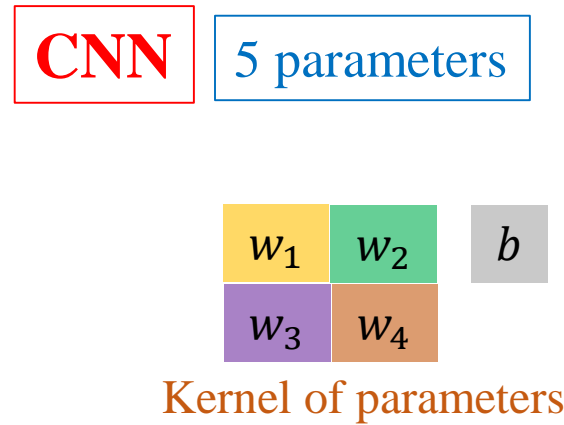 CNN 5 parameters
w₁ w₂ b
w₃ w₄
Kernel of parameters